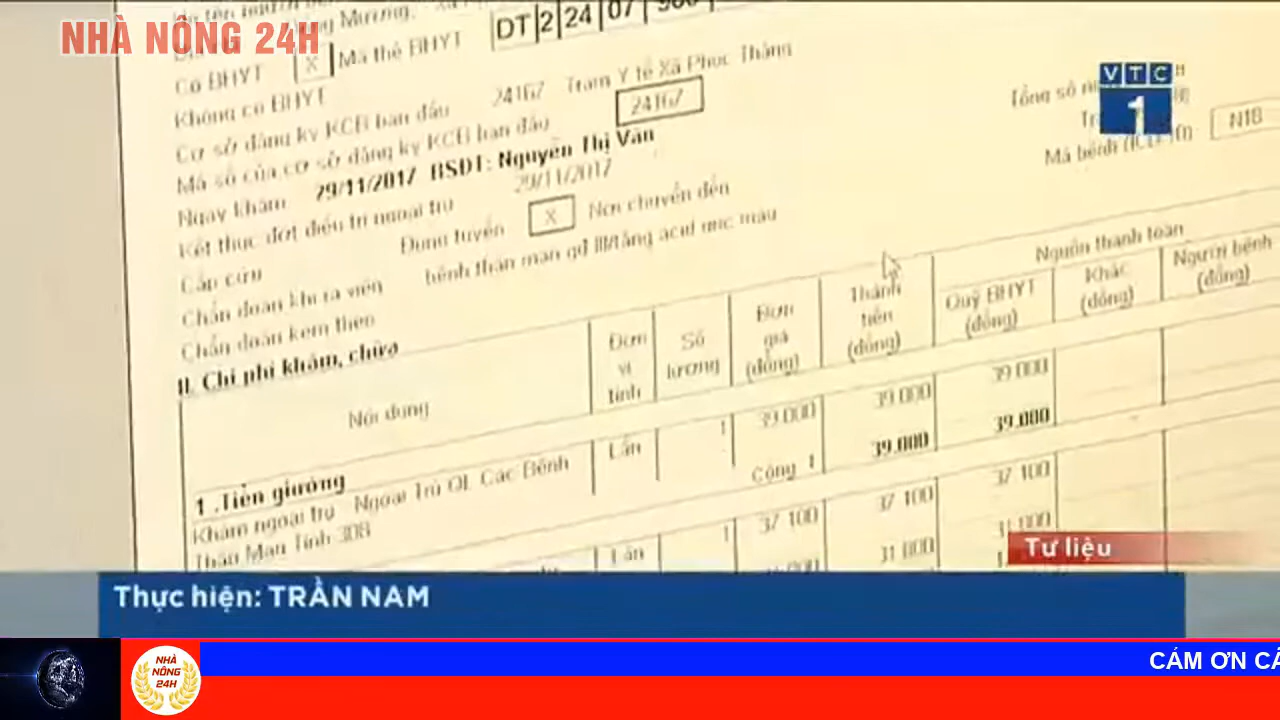 NHÀ NÔNG 24H
Có BHYT X Mã thẻ BHYT DT 2 24 07
Không có BHYT
Cơ sở đăng ký KCB ban đầu 24167 Trạm Y tế Xã Phục Thắng
Mã số của cơ sở đăng ký KCB ban đầu 24167
Ngày khám 29/11/2017 BSDT: Nguyễn Thị Vân
Kết thúc đợt điều trị ngoại trú 29/11/2017
Cấp cứu Đúng tuyến X Nơi chuyển đến
Chẩn đoán khi ra viện bệnh thận mạn gđ III/tăng acid uric máu
Chẩn đoán kèm theo
Tổng số
VTC
1
Mã bệnh N18
II. Chi phí khám, chữa
Nội dung
Đơn vị tính
Số lượng
Đơn giá (đồng)
Thành tiền (đồng)
Nguồn thanh toán
Quỹ BHYT (đồng)
Khác (đồng)
Người bệnh (đồng)
39.000
39.000
1 .Tiền giường
Khám ngoại trú Ngoại Trú Các Bệnh Lần 1 39.000 39.000
Thận Mạn Tính 308 Cộng 1 39.000
37 100
Lần 1 37 100 37 100
31.000
31.000
Tư liệu
Thực hiện: TRẦN NAM
NHÀ
NÔNG
24H
CÁM ƠN